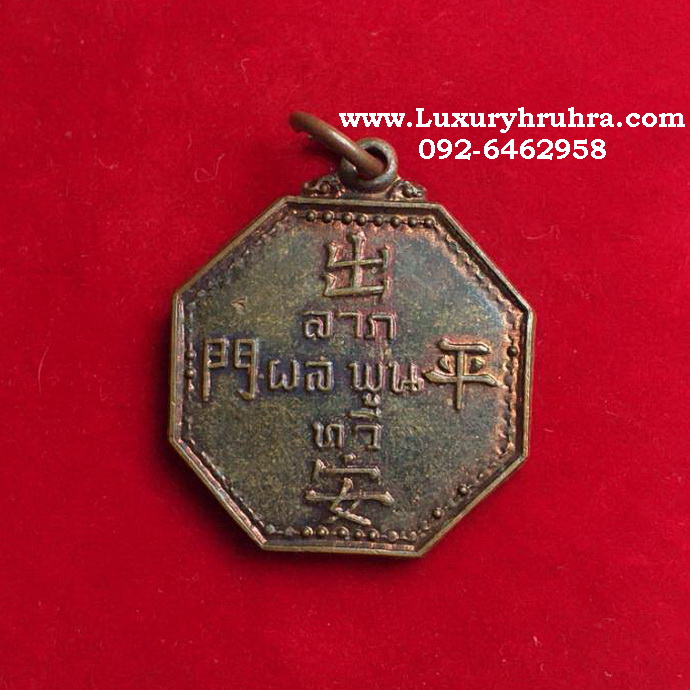 www.Luxuryhruhra.com
092-6462958
出
ลาภ
門 ผล พูน 平
ทวี
安